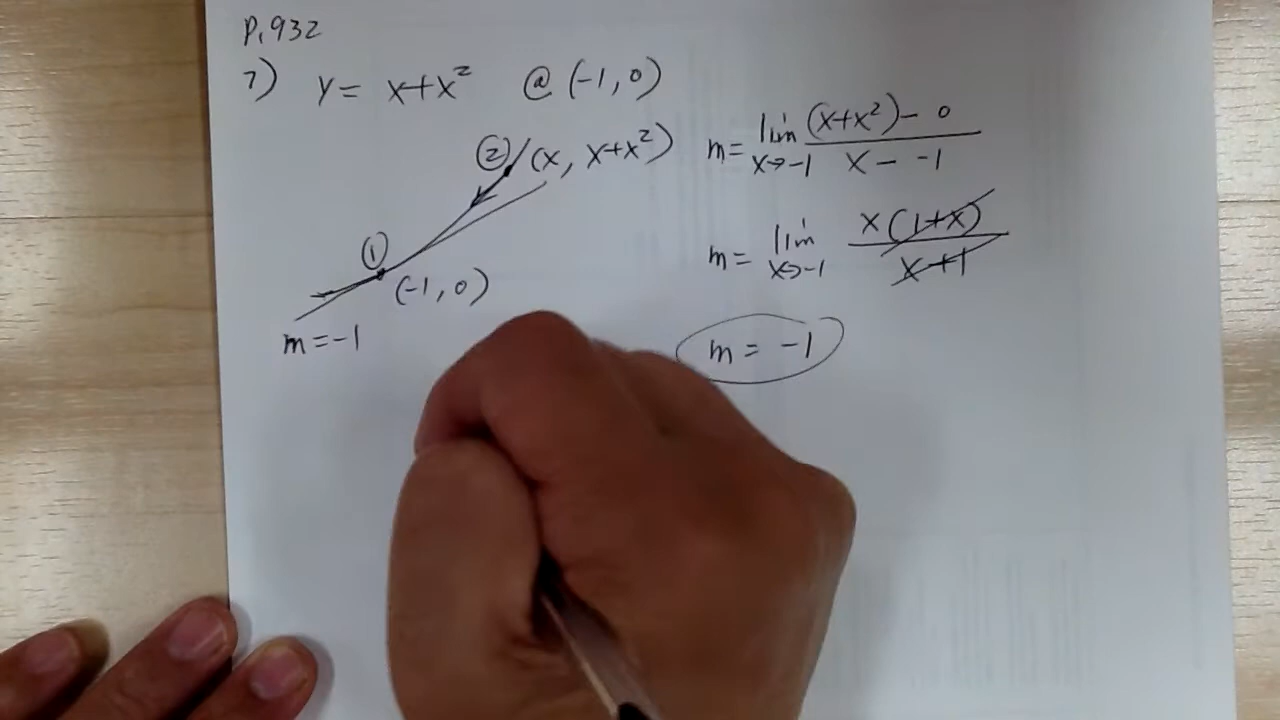 P.932
7) y = x+x² @ (-1,0)
② (x, x+x²)
① (-1,0)
m = -1
m = lim x→-1 (x+x²) - 0 / x - -1
m = lim x→-1 x(1+x) / x+1
m = -1